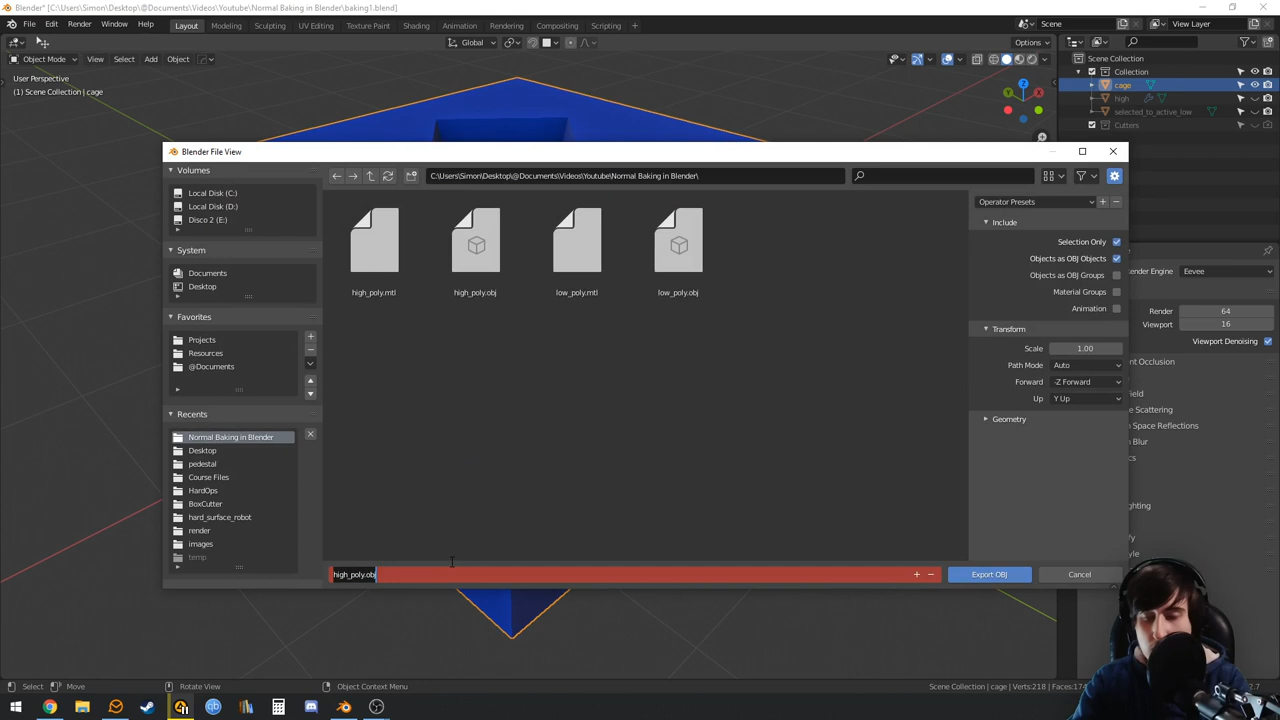 Blender* [C:\Users\Simon\Desktop\@Documents\Videos\Youtube\Normal Baking in Blender\baking1.blend]
File Edit Render Window Help Layout Modeling Sculpting UV Editing Texture Paint Shading Animation Rendering Compositing Scripting Scene View Layer
Global Options
Object Mode View Select Add Object
User Perspective
(1) Scene Collection | cage
Scene Collection
Collection
cage
high
selected_to_active_low
Cutters
Z
Y
X
Blender File View
Volumes
Local Disk (C:)
Local Disk (D:)
Disco 2 (E:)
System
Documents
Desktop
Favorites
Projects
Resources
@Documents
Recents
Normal Baking in Blender
Desktop
pedestal
Course Files
HardOps
BoxCutter
hard_surface_robot
render
images
temp
C:\Users\Simon\Desktop\@Documents\Videos\Youtube\Normal Baking in Blender\
high_poly.mtl
high_poly.obj
low_poly.mtl
low_poly.obj
high_poly.obj
Export OBJ
Cancel
Operator Presets
Include
Selection Only
Objects as OBJ Objects
Objects as OBJ Groups
Material Groups
Animation
Transform
Scale 1.00
Path Mode Auto
Forward -Z Forward
Up Y Up
Geometry
Eevee
Render 64
Viewport 16
Viewport Denoising
Select Move Rotate View Object Context Menu
Scene Collection | cage | Verts:218 | Faces:17